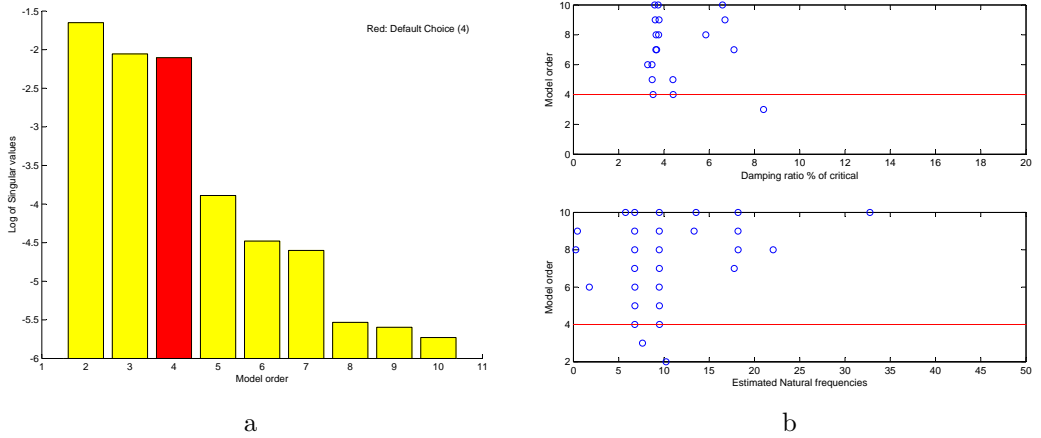 Red: Default Choice (4)
Log of Singular values
-1.5
-2
-2.5
-3
-3.5
-4
-4.5
-5
-5.5
-6
1 2 3 4 5 6 7 8 9 10 11
Model order
a
Model order
10
8
6
4
2
0
0 2 4 6 8 10 12 14 16 18 20
Damping ratio % of critical
Model order
10
8
6
4
2
0 5 10 15 20 25 30 35 40 45 50
Estimated Natural frequencies
b